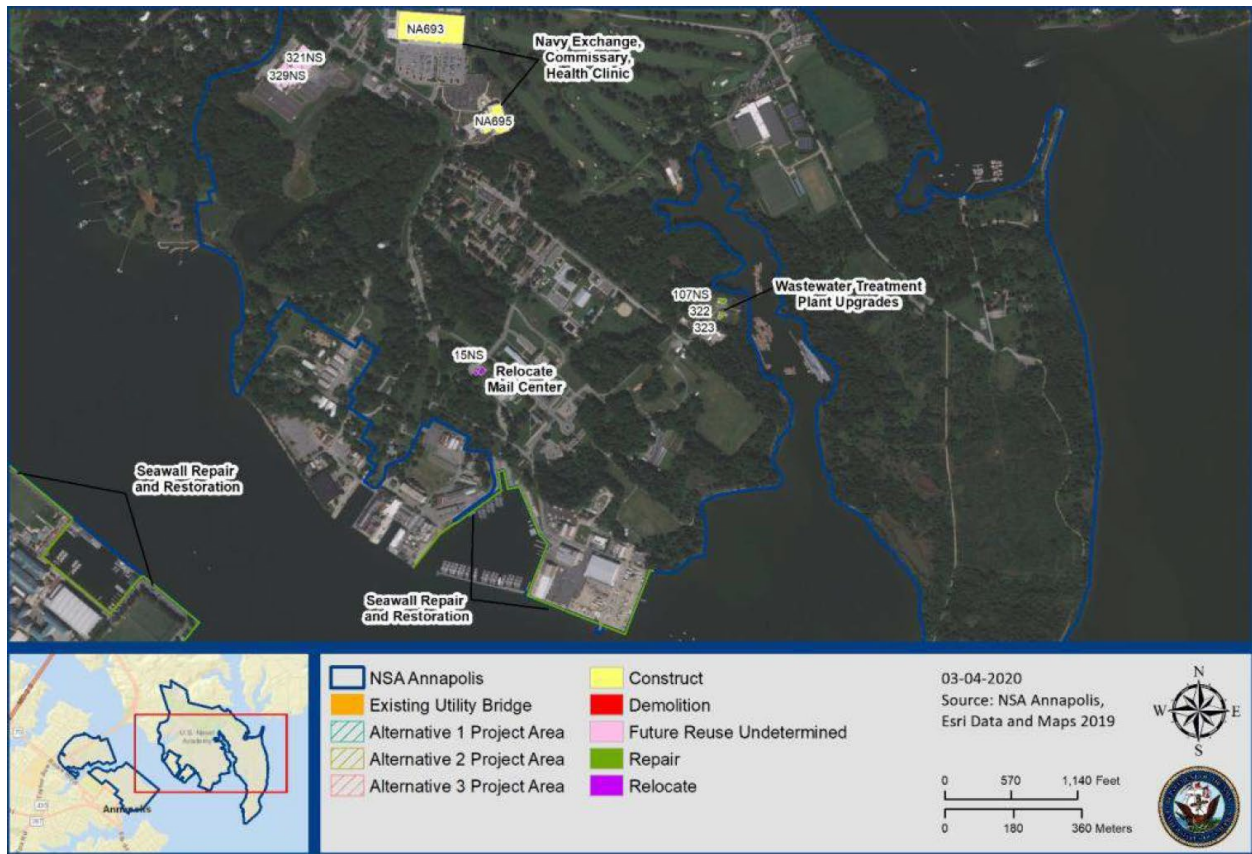 NA693
Navy Exchange,
Commissary,
Health Clinic
321NS
329NS
NA695
107NS
322
323
Wastewater Treatment
Plant Upgrades
15NS
Relocate
Mail Center
Seawall Repair
and Restoration
Seawall Repair
and Restoration
U.S. Naval
Academy
Annapolis
NSA Annapolis
Existing Utility Bridge
Alternative 1 Project Area
Alternative 2 Project Area
Alternative 3 Project Area
Construct
Demolition
Future Reuse Undetermined
Repair
Relocate
03-04-2020
Source: NSA Annapolis,
Esri Data and Maps 2019
N
W E
S
0 570 1,140 Feet
0 180 360 Meters